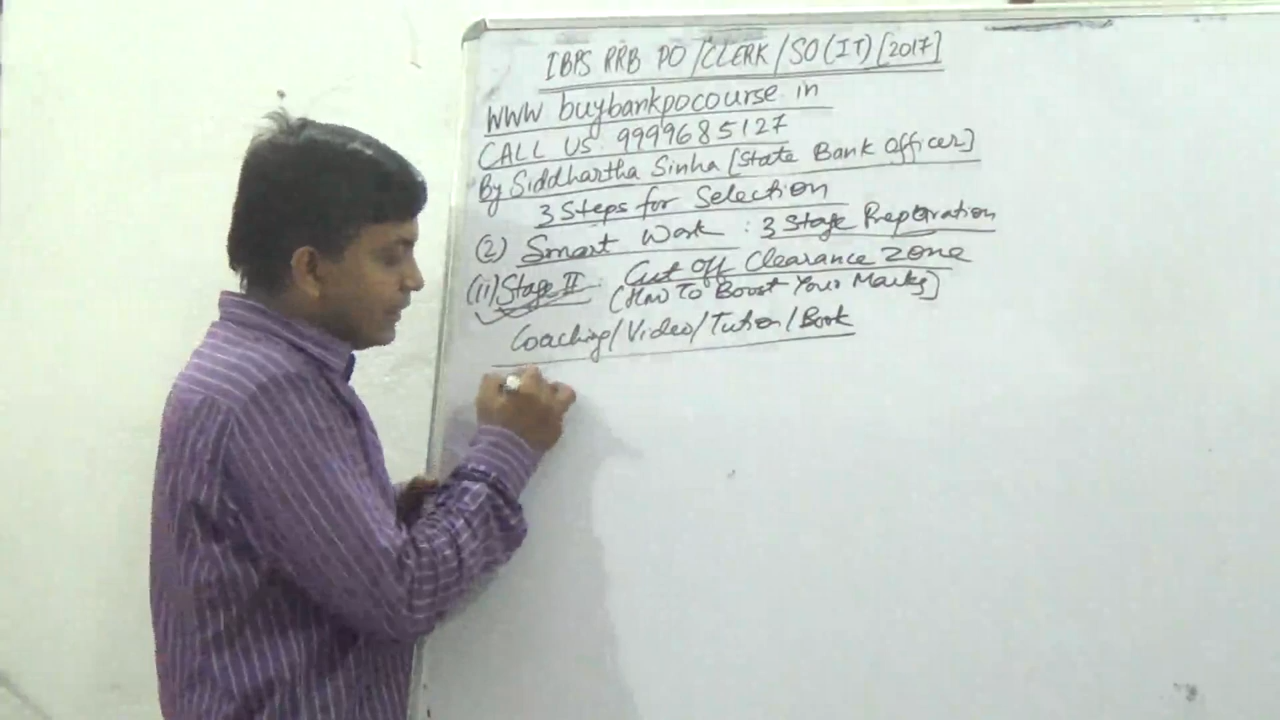 IBPS RRB PO/CLERK/SO(IT)[2017]
WWW buybankpocourse in
CALL US: 9999685127
By Siddhartha Sinha [State Bank Officer]
3 Steps for Selection
(2) Smart Work : 3 Stage Preparation
(ii) Stage II : Cut Off Clearance Zone
(How To Boost Your Marks)
Coaching/Video/Tution/Book